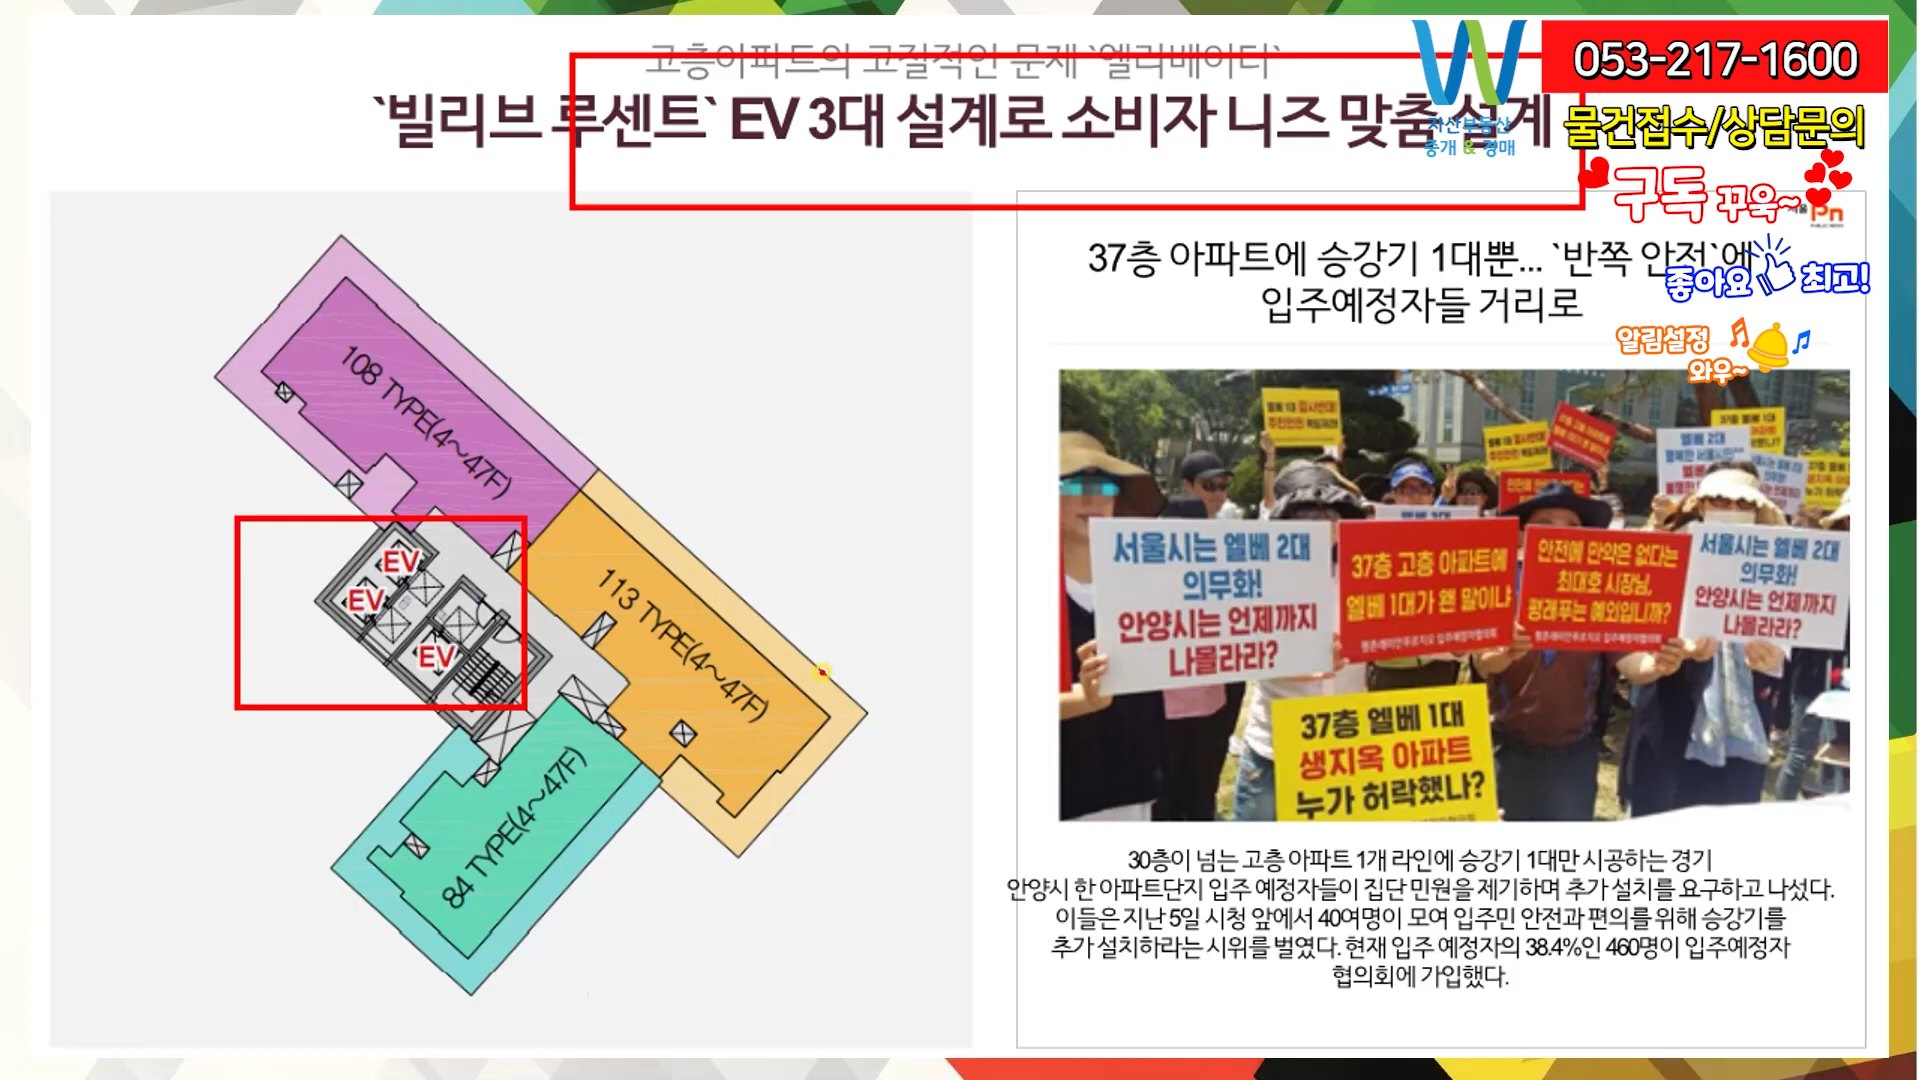 고층아파트의 고질적인 문제 `엘리베이터`
`빌리브 루센트` EV 3대 설계로 소비자 니즈 맞춤 설계
자산부동산
중개 & 경매
053-217-1600
물건접수/상담문의
구독 꾸욱~
좋아요 최고!
알림설정
와우~
108 TYPE(4~47F)
113 TYPE(4~47F)
84 TYPE(4~47F)
EV
EV
EV
서울 Pn
37층 아파트에 승강기 1대뿐... `반쪽 안전`에
입주예정자들 거리로
서울시는 엘베 2대
의무화!
안양시는 언제까지
나몰라라?
37층 고층 아파트에
엘베 1대가 왠 말이냐
안전에 만약은 없다는
최대호 시장님,
평래푸는 예외입니까?
서울시는 엘베 2대
의무화!
안양시는 언제까지
나몰라라?
37층 엘베 1대
생지옥 아파트
누가 허락했나?
30층이 넘는 고층 아파트 1개 라인에 승강기 1대만 시공하는 경기
안양시 한 아파트단지 입주 예정자들이 집단 민원을 제기하며 추가 설치를 요구하고 나섰다.
이들은 지난 5일 시청 앞에서 40여명이 모여 입주민 안전과 편의를 위해 승강기를
추가 설치하라는 시위를 벌였다. 현재 입주 예정자의 38.4%인 460명이 입주예정자
협의회에 가입했다.